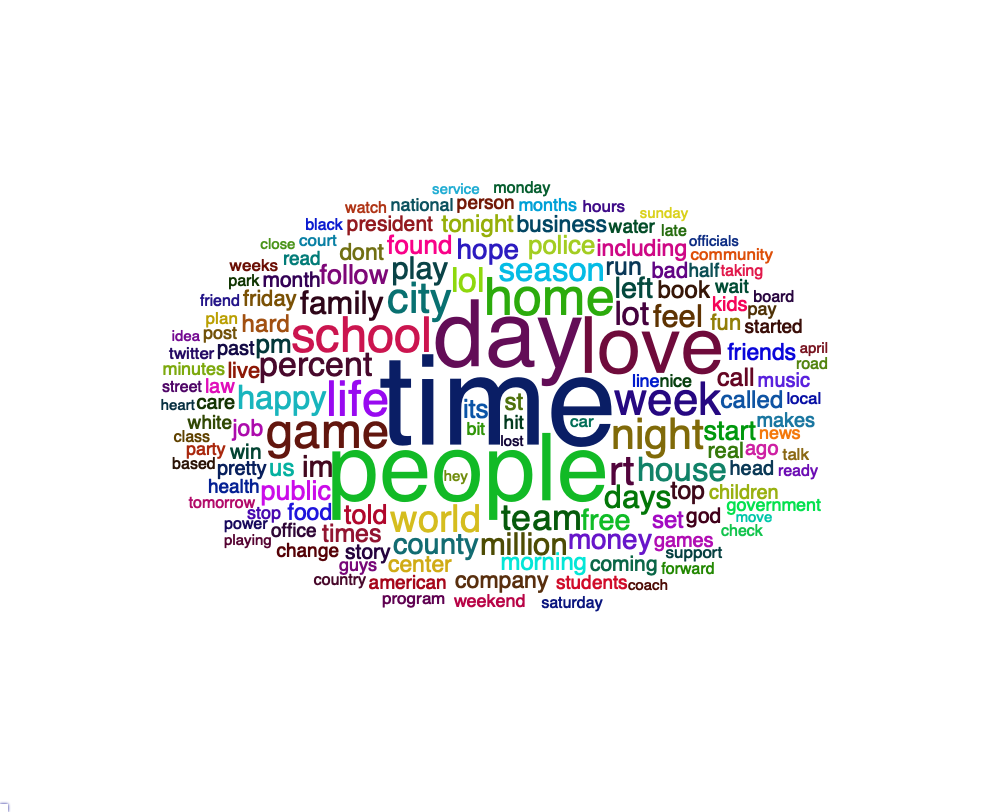 service monday
watch national person months hours
black president tonight business water late sunday
close court dont found hope police including officials
weeks read community
park month follow play lol season run bad half taking
friend friday family city home left book wait board
plan hard lot feel kids pay
idea post school day love fun started
twitter past pm percent friends april
minutes live time line nice call music road
street law happy life its st week called local
heart care bit hit car
white job game lost night start makes
class real news
party win people ago talk
based pretty us im hey rt house head ready
health public days top children
tomorrow stop food told world team free set god government
power office times move
playing change story county million money games check
guys center morning coming support
country american company students coach forward
program weekend saturday